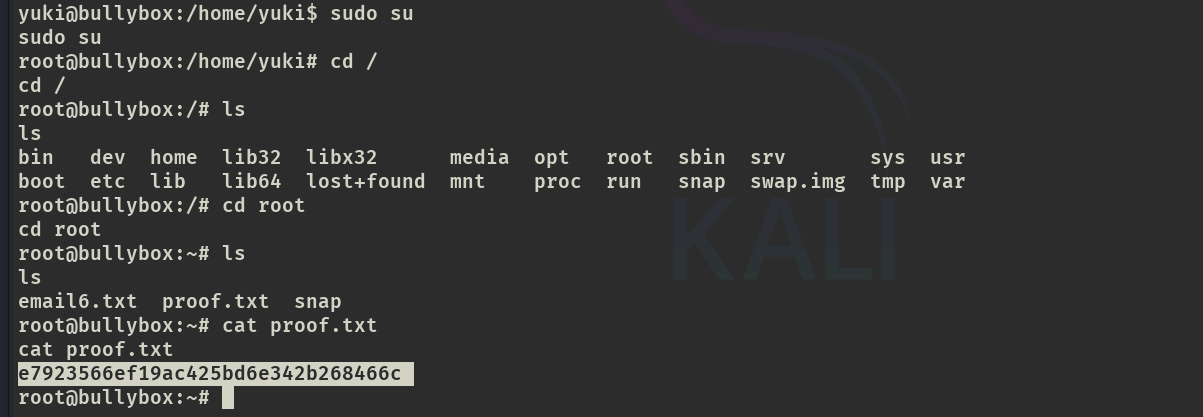 yuki@bullybox:/home/yuki$ sudo su
sudo su
root@bullybox:/home/yuki# cd /
cd /
root@bullybox:/# ls
ls
bin   dev  home  lib32  libx32      media  opt   root  sbin  srv       sys  usr
boot  etc  lib   lib64  lost+found  mnt    proc  run   snap  swap.img  tmp  var
root@bullybox:/# cd root
cd root
root@bullybox:~# ls
ls
email6.txt  proof.txt  snap
root@bullybox:~# cat proof.txt
cat proof.txt
e7923566ef19ac425bd6e342b268466c
root@bullybox:~#
KALI